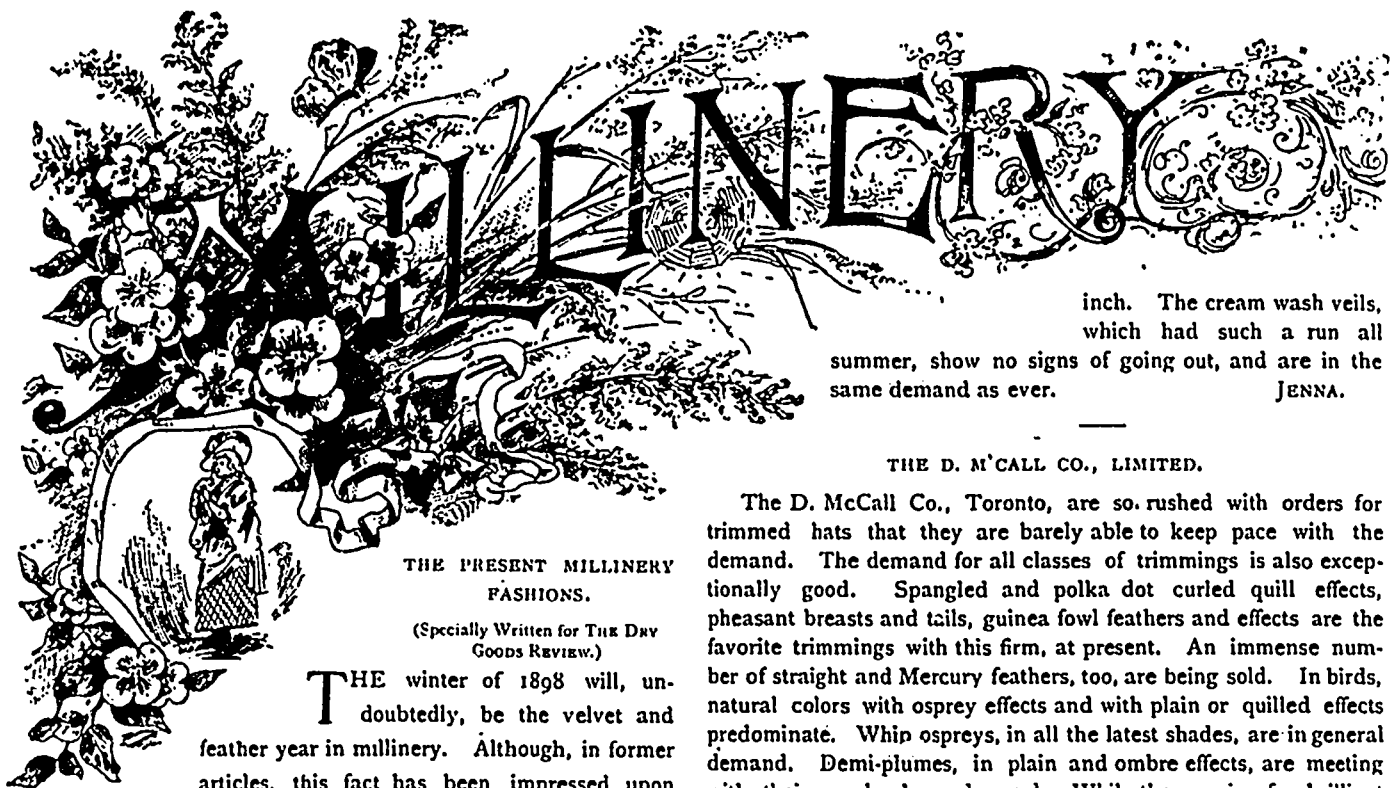 MILLINERY
THE PRESENT MILLINERY
FASHIONS.
(Specially Written for THE DRY
GOODS REVIEW.)
THE winter of 1898 will, un-
doubtedly, be the velvet and
feather year in millinery. Although, in former
articles, this fact has been impressed upon
inch. The cream wash veils,
which had such a run all
summer, show no signs of going out, and are in the
same demand as ever. JENNA.
THE D. M'CALL CO., LIMITED.
The D. McCall Co., Toronto, are so rushed with orders for
trimmed hats that they are barely able to keep pace with the
demand. The demand for all classes of trimmings is also excep-
tionally good. Spangled and polka dot curled quill effects,
pheasant breasts and tails, guinea fowl feathers and effects are the
favorite trimmings with this firm, at present. An immense num-
ber of straight and Mercury feathers, too, are being sold. In birds,
natural colors with osprey effects and with plain or quilled effects
predominate. Whip ospreys, in all the latest shades, are in general
demand. Demi-plumes, in plain and ombre effects, are meeting